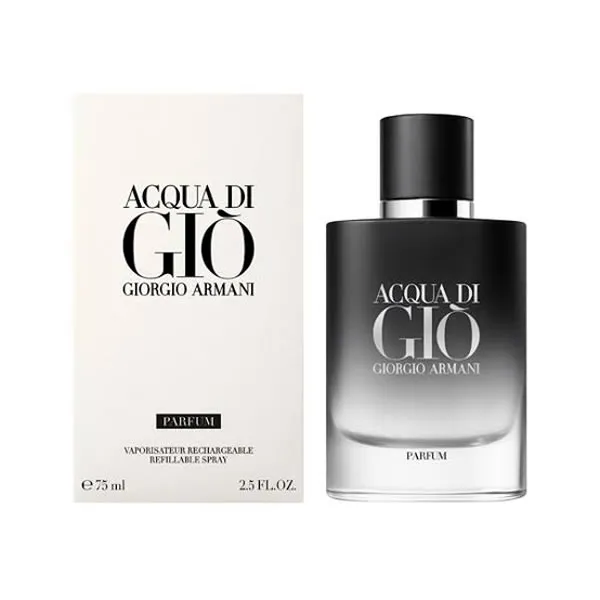 ACQUA DI
GIÒ
GIORGIO ARMANI
PARFUM
VAPORISATEUR RECHARGEABLE
REFILLABLE SPRAY
℮ 75 ml 2.5 FL.OZ.
ACQUA DI
GIÒ
GIORGIO ARMANI
PARFUM